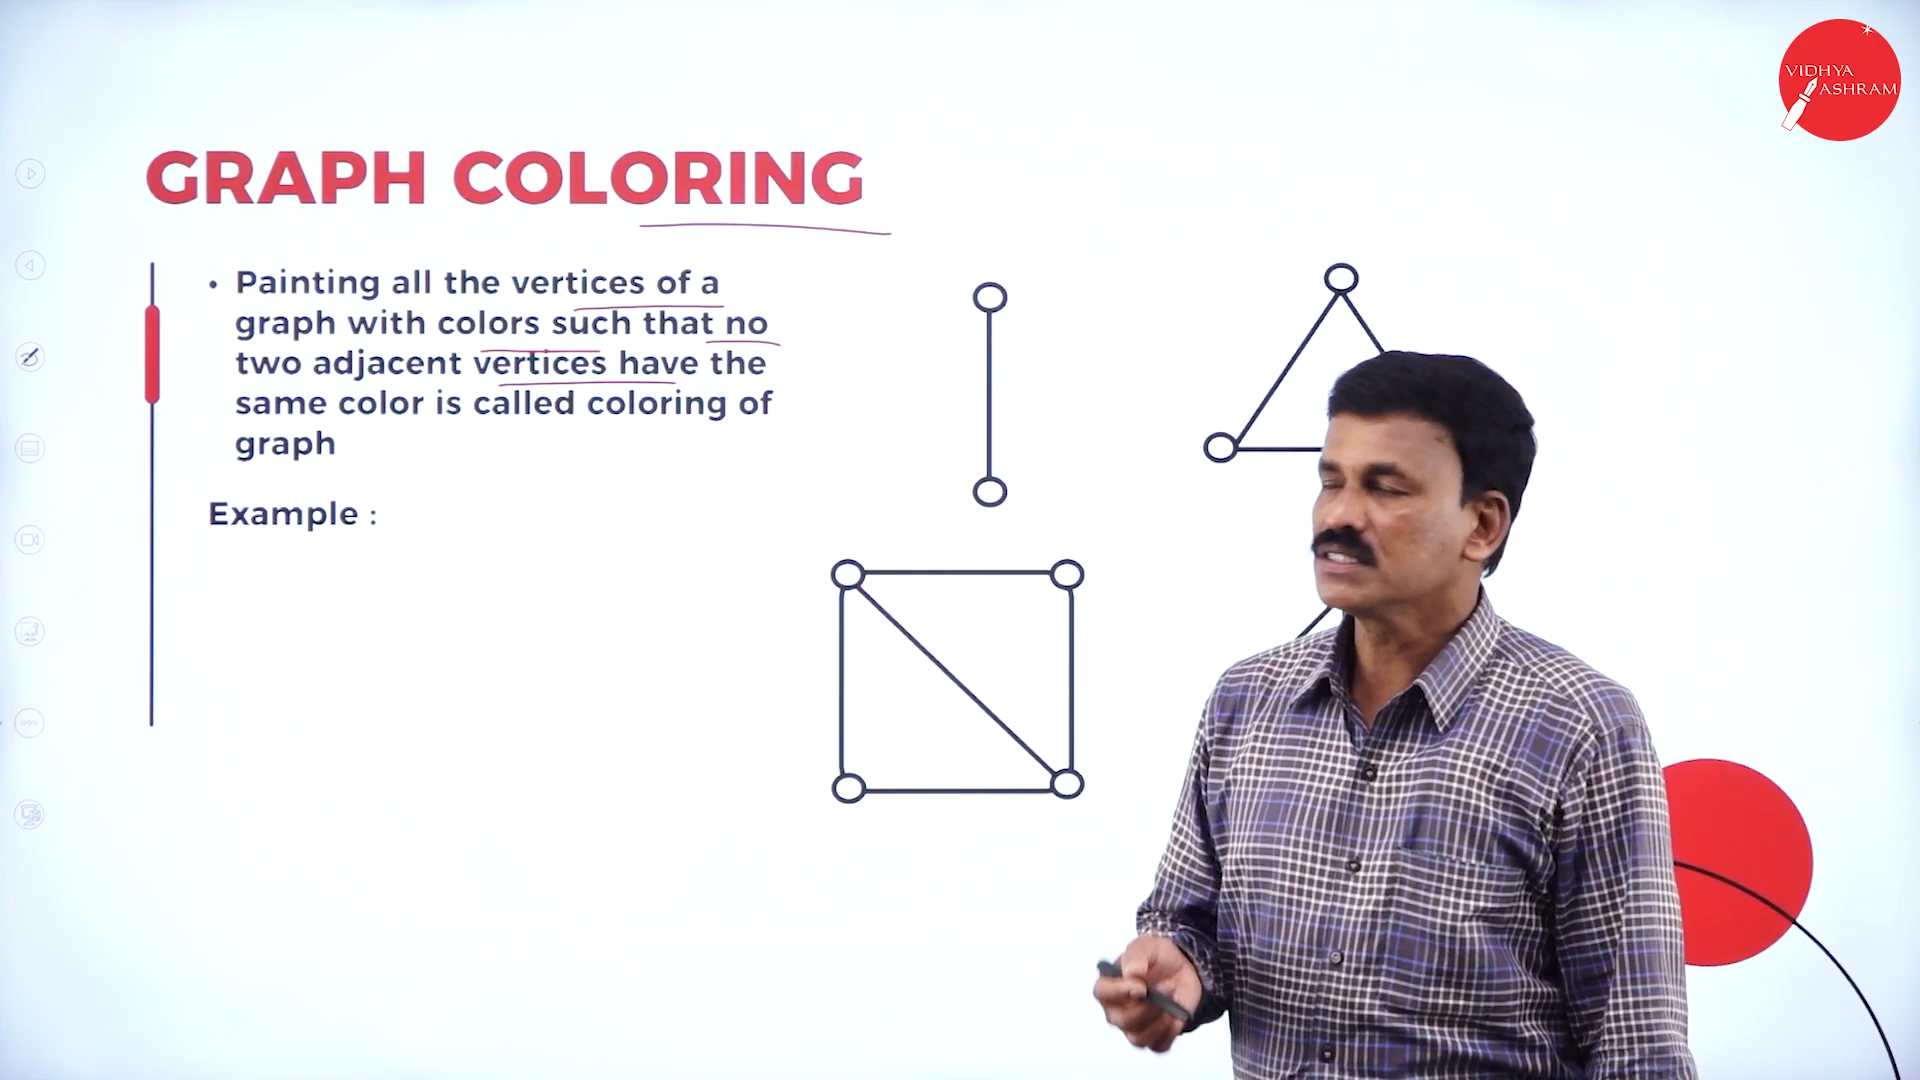 VIDHYA
ASHRAM
GRAPH COLORING
• Painting all the vertices of a
graph with colors such that no
two adjacent vertices have the
same color is called coloring of
graph
Example :